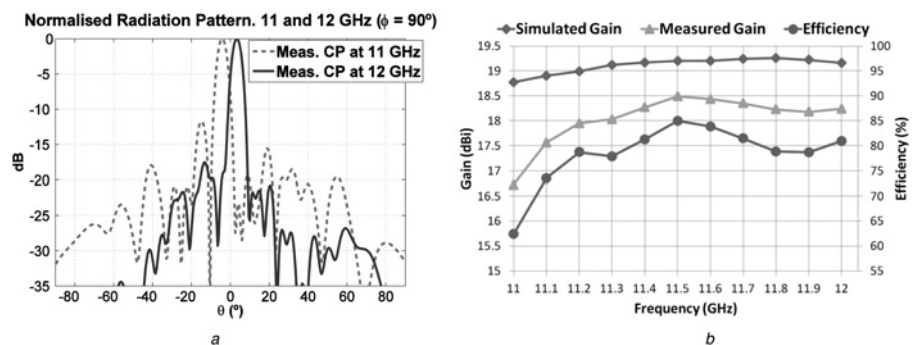 Normalised Radiation Pattern. 11 and 12 GHz (ϕ = 90º)
Meas. CP at 11 GHz
Meas. CP at 12 GHz
0
-5
-10
-15
-20
-25
-30
-35
dB
-80 -60 -40 -20 0 20 40 60 80
θ (º)
a
Simulated Gain Measured Gain Efficiency
19.5
19
18.5
18
17.5
17
16.5
16
15.5
15
Gain (dBi)
100
95
90
85
80
75
70
65
60
55
Efficiency (%)
11 11.1 11.2 11.3 11.4 11.5 11.6 11.7 11.8 11.9 12
Frequency (GHz)
b